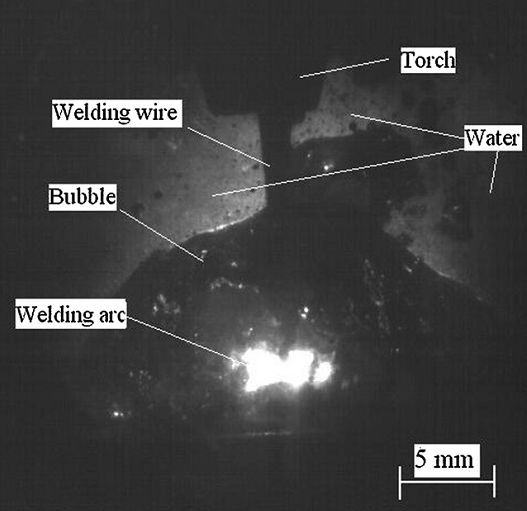 Torch
Welding wire
Water
Bubble
Welding arc
5 mm